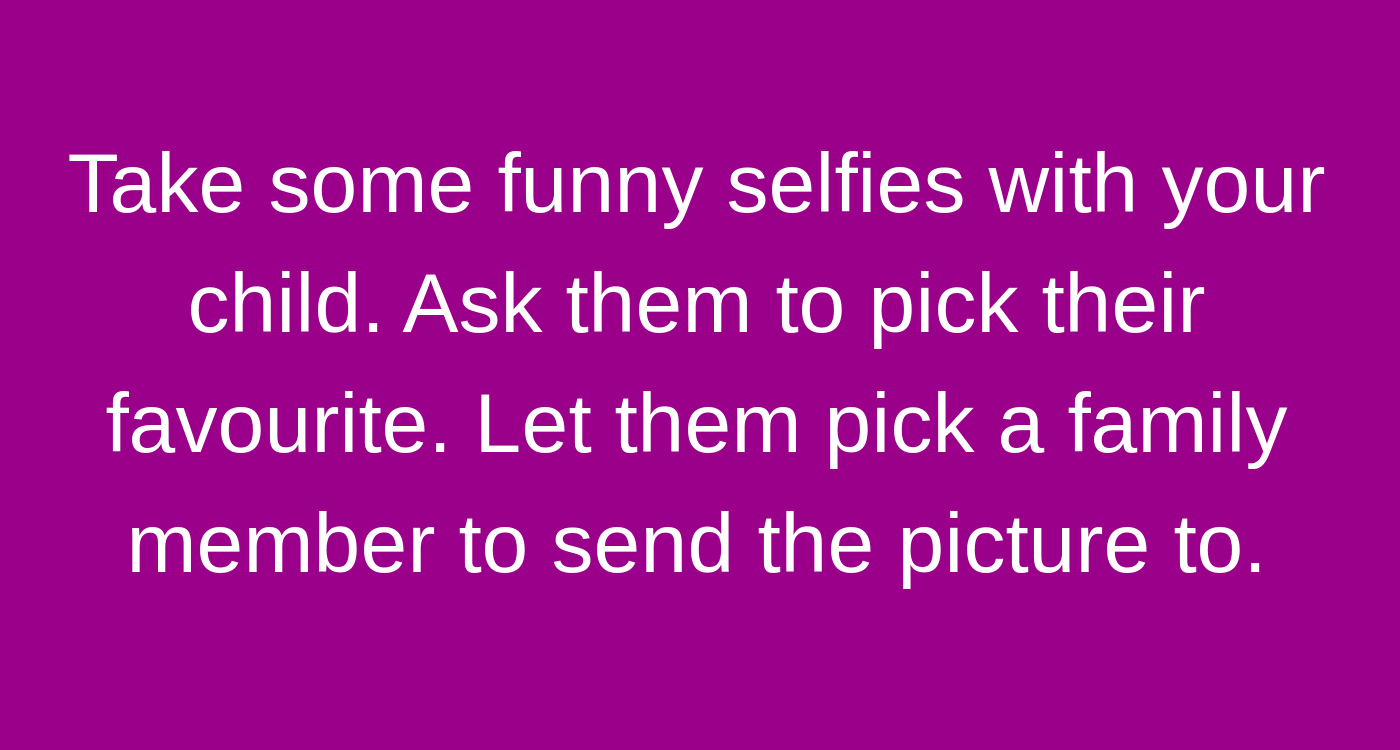 Take some funny selfies with your
child. Ask them to pick their
favourite. Let them pick a family
member to send the picture to.